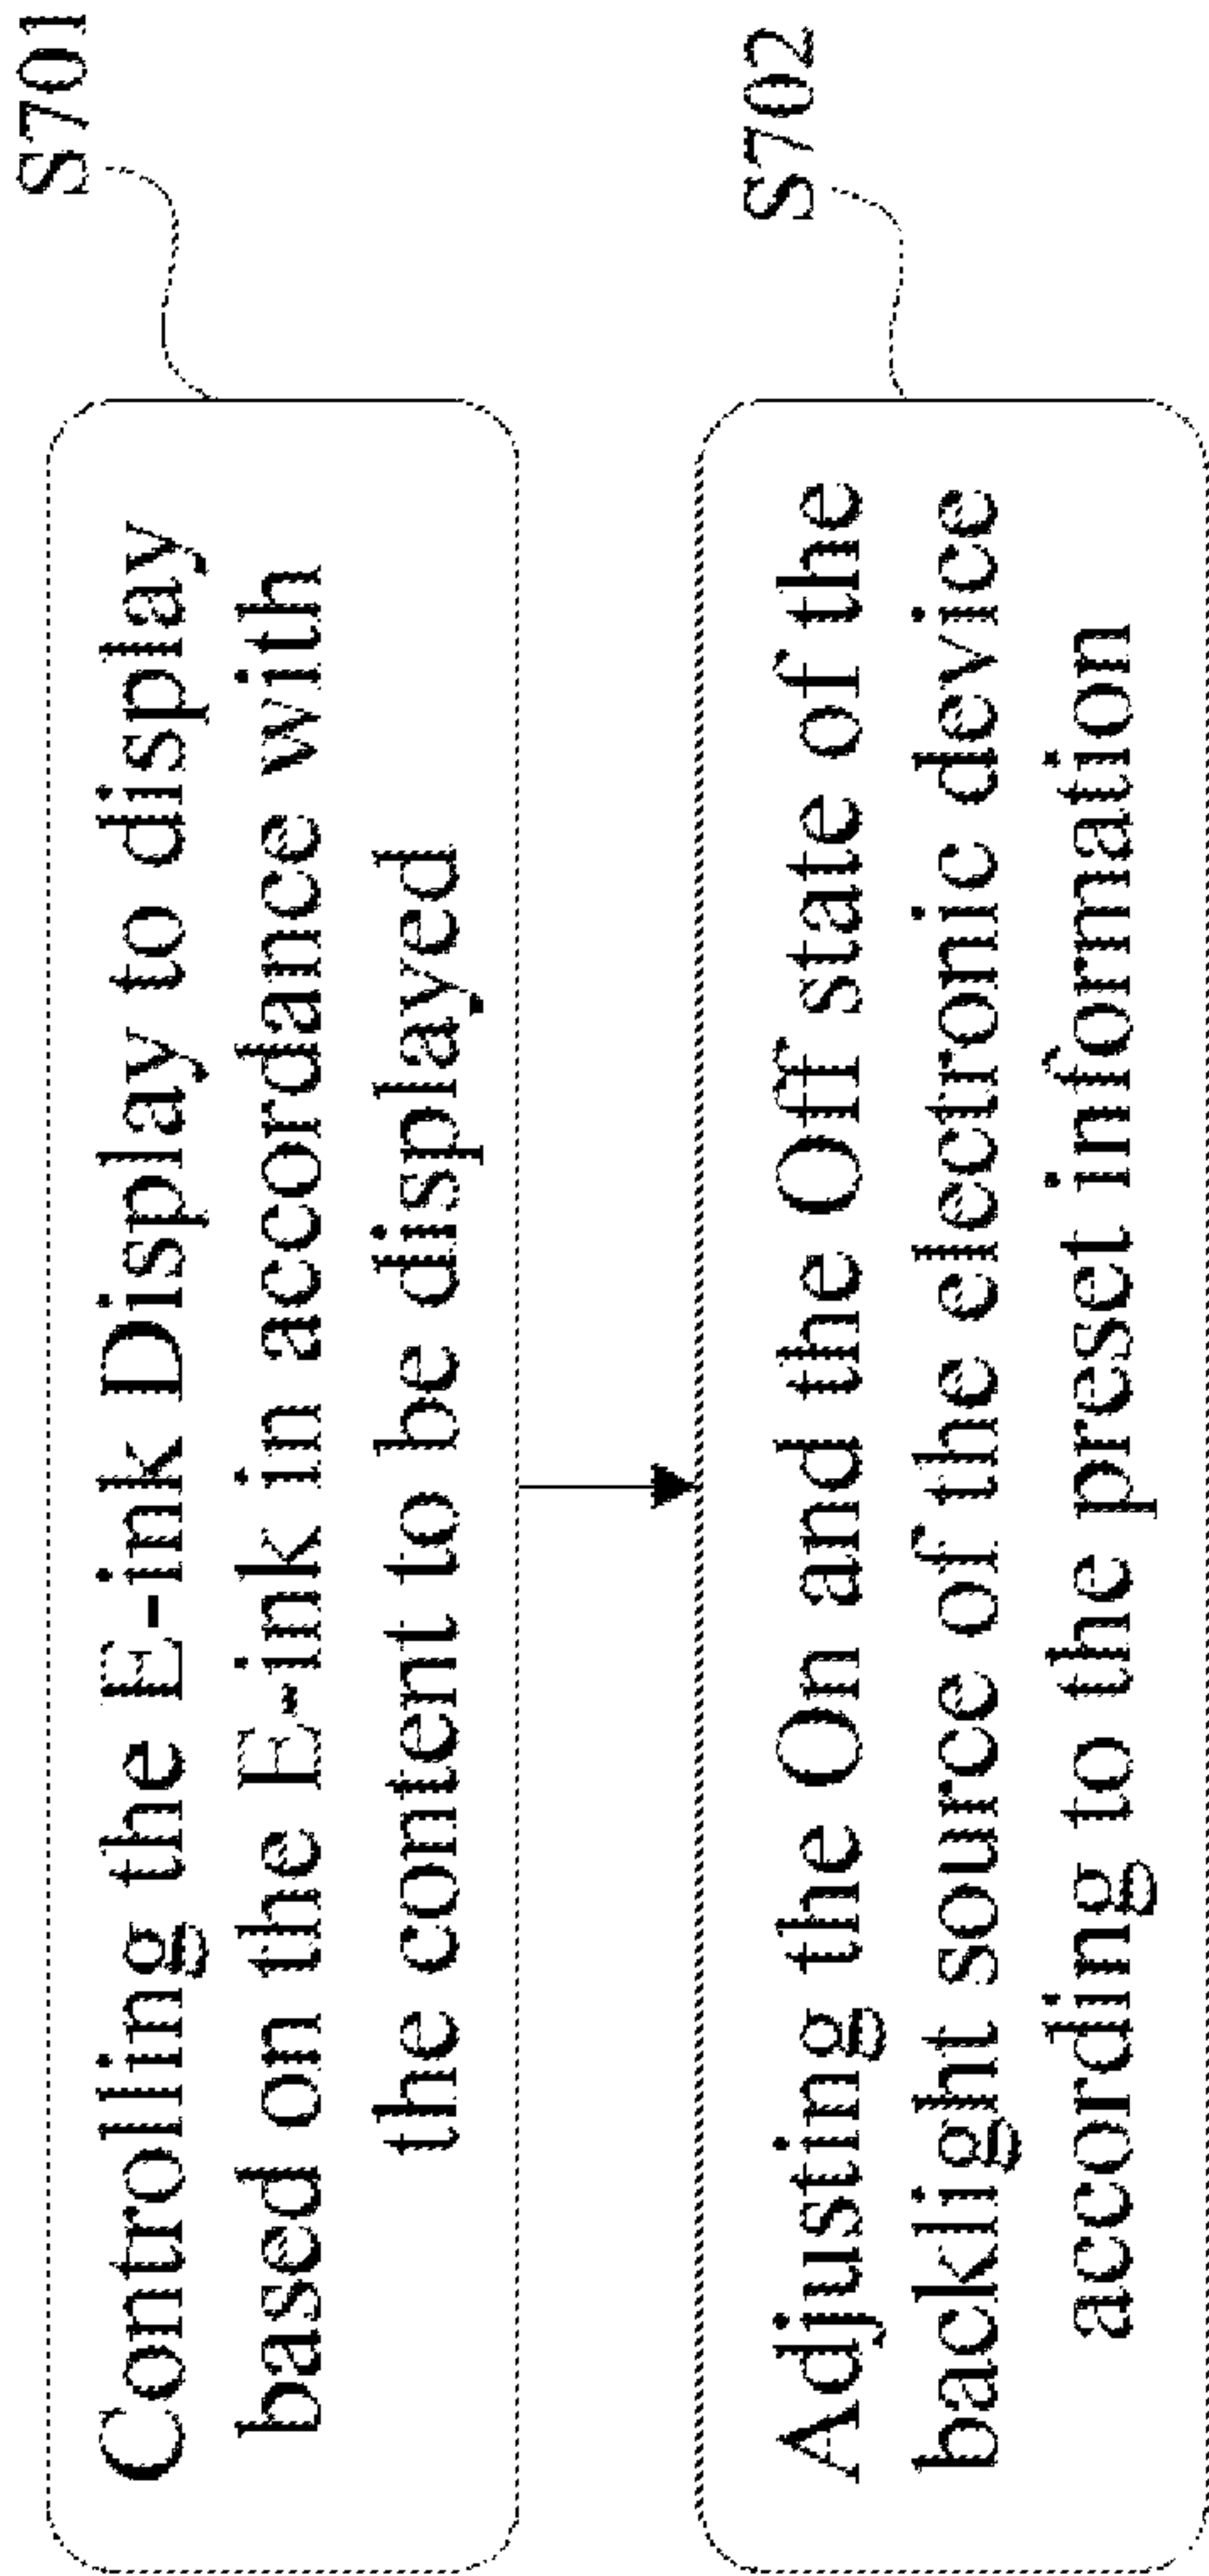 S701
Controlling the E-ink Display to display
based on the E-ink in accordance with
the content to be displayed
S702
Adjusting the On and the Off state of the
backlight source of the electronic device
according to the preset information